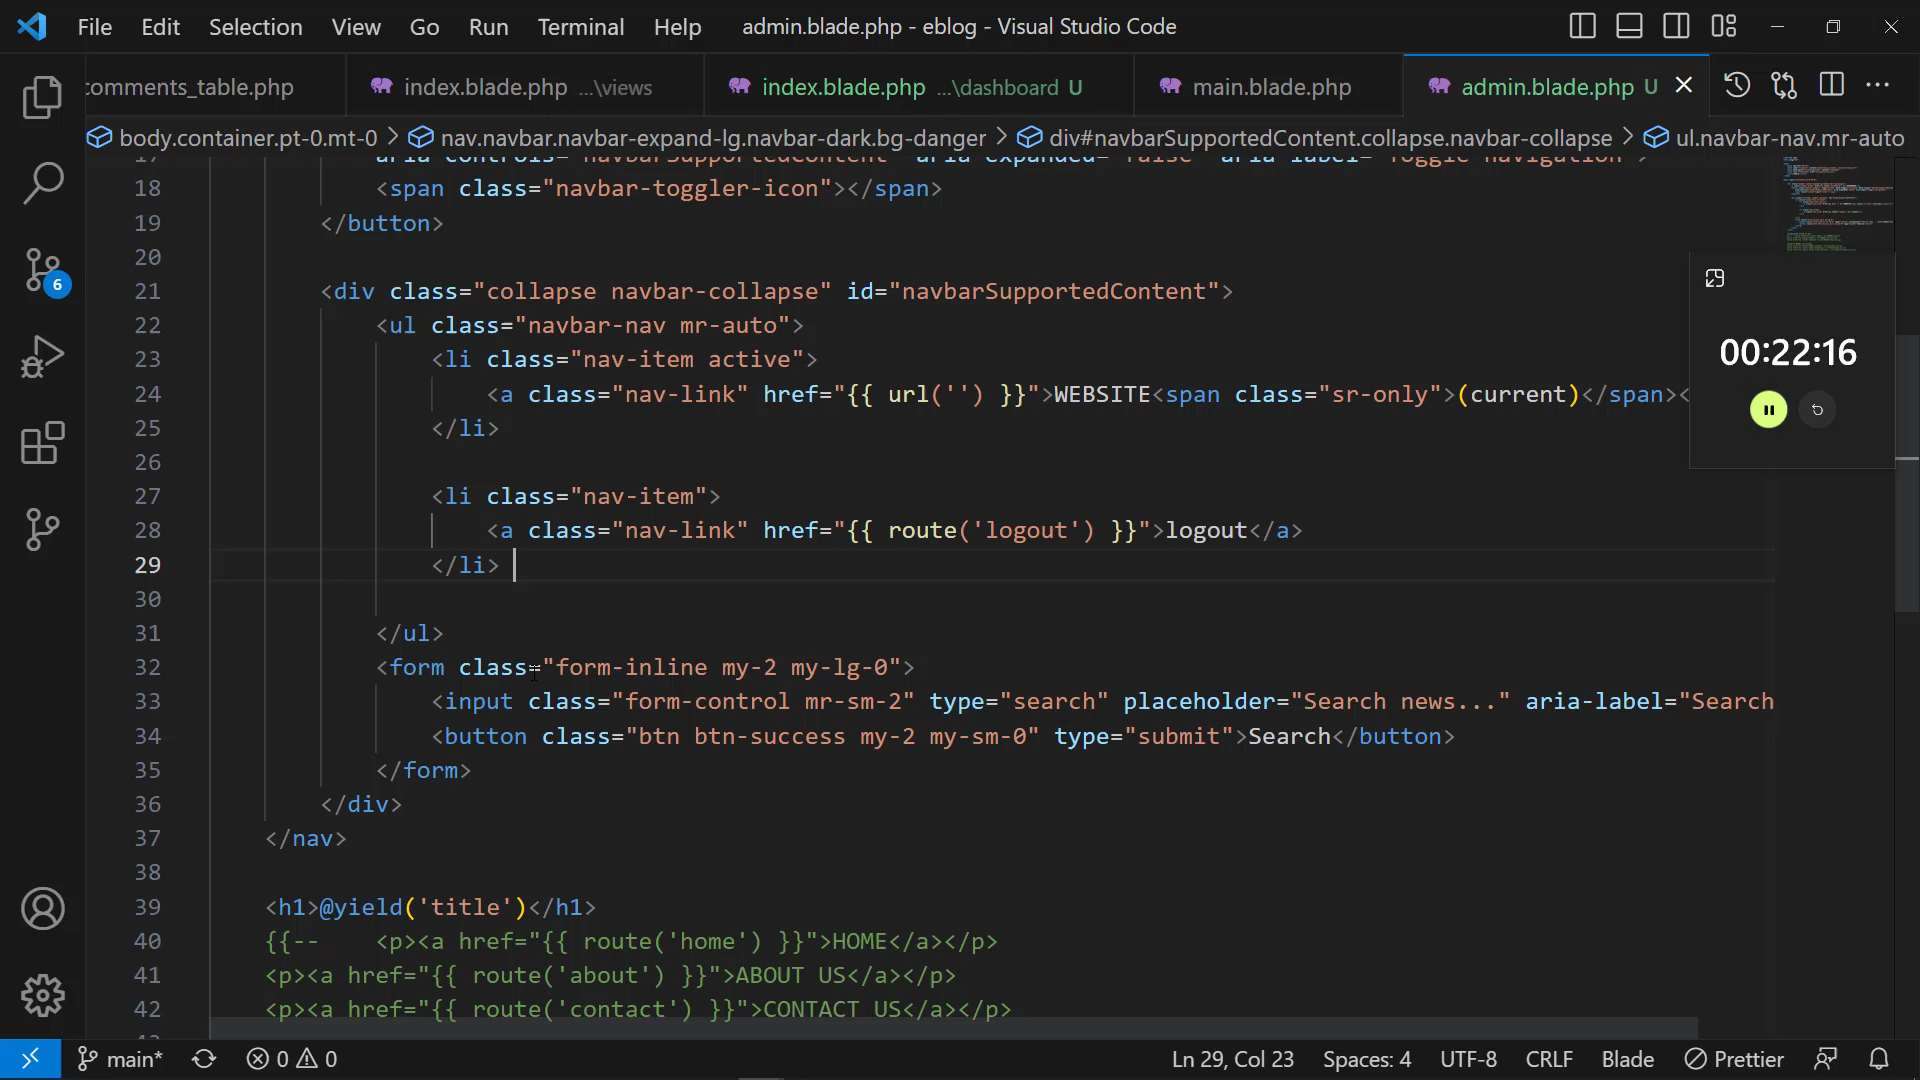 File Edit Selection View Go Run Terminal Help admin.blade.php - eblog - Visual Studio Code
comments_table.php index.blade.php ...\views index.blade.php ...\dashboard U main.blade.php admin.blade.php U
body.container.pt-0.mt-0 > nav.navbar.navbar-expand-lg.navbar-dark.bg-danger > div#navbarSupportedContent.collapse.navbar-collapse > ul.navbar-nav.mr-auto
17 aria-controls="navbarSupportedContent" aria-expanded="false" aria-label="Toggle navigation">
18 <span class="navbar-toggler-icon"></span>
19 </button>
20
21 <div class="collapse navbar-collapse" id="navbarSupportedContent">
22 <ul class="navbar-nav mr-auto">
23 <li class="nav-item active">
24 <a class="nav-link" href="{{ url('') }}">WEBSITE<span class="sr-only">(current)</span><
25 </li>
26
27 <li class="nav-item">
28 <a class="nav-link" href="{{ route('logout') }}">logout</a>
29 </li>
30
31 </ul>
32 <form class="form-inline my-2 my-lg-0">
33 <input class="form-control mr-sm-2" type="search" placeholder="Search news..." aria-label="Search
34 <button class="btn btn-success my-2 my-sm-0" type="submit">Search</button>
35 </form>
36 </div>
37 </nav>
38
39 <h1>@yield('title')</h1>
40 {{-- <p><a href="{{ route('home') }}">HOME</a></p>
41 <p><a href="{{ route('about') }}">ABOUT US</a></p>
42 <p><a href="{{ route('contact') }}">CONTACT US</a></p>
00:22:16
6
main* 0 0 Ln 29, Col 23 Spaces: 4 UTF-8 CRLF Blade Prettier